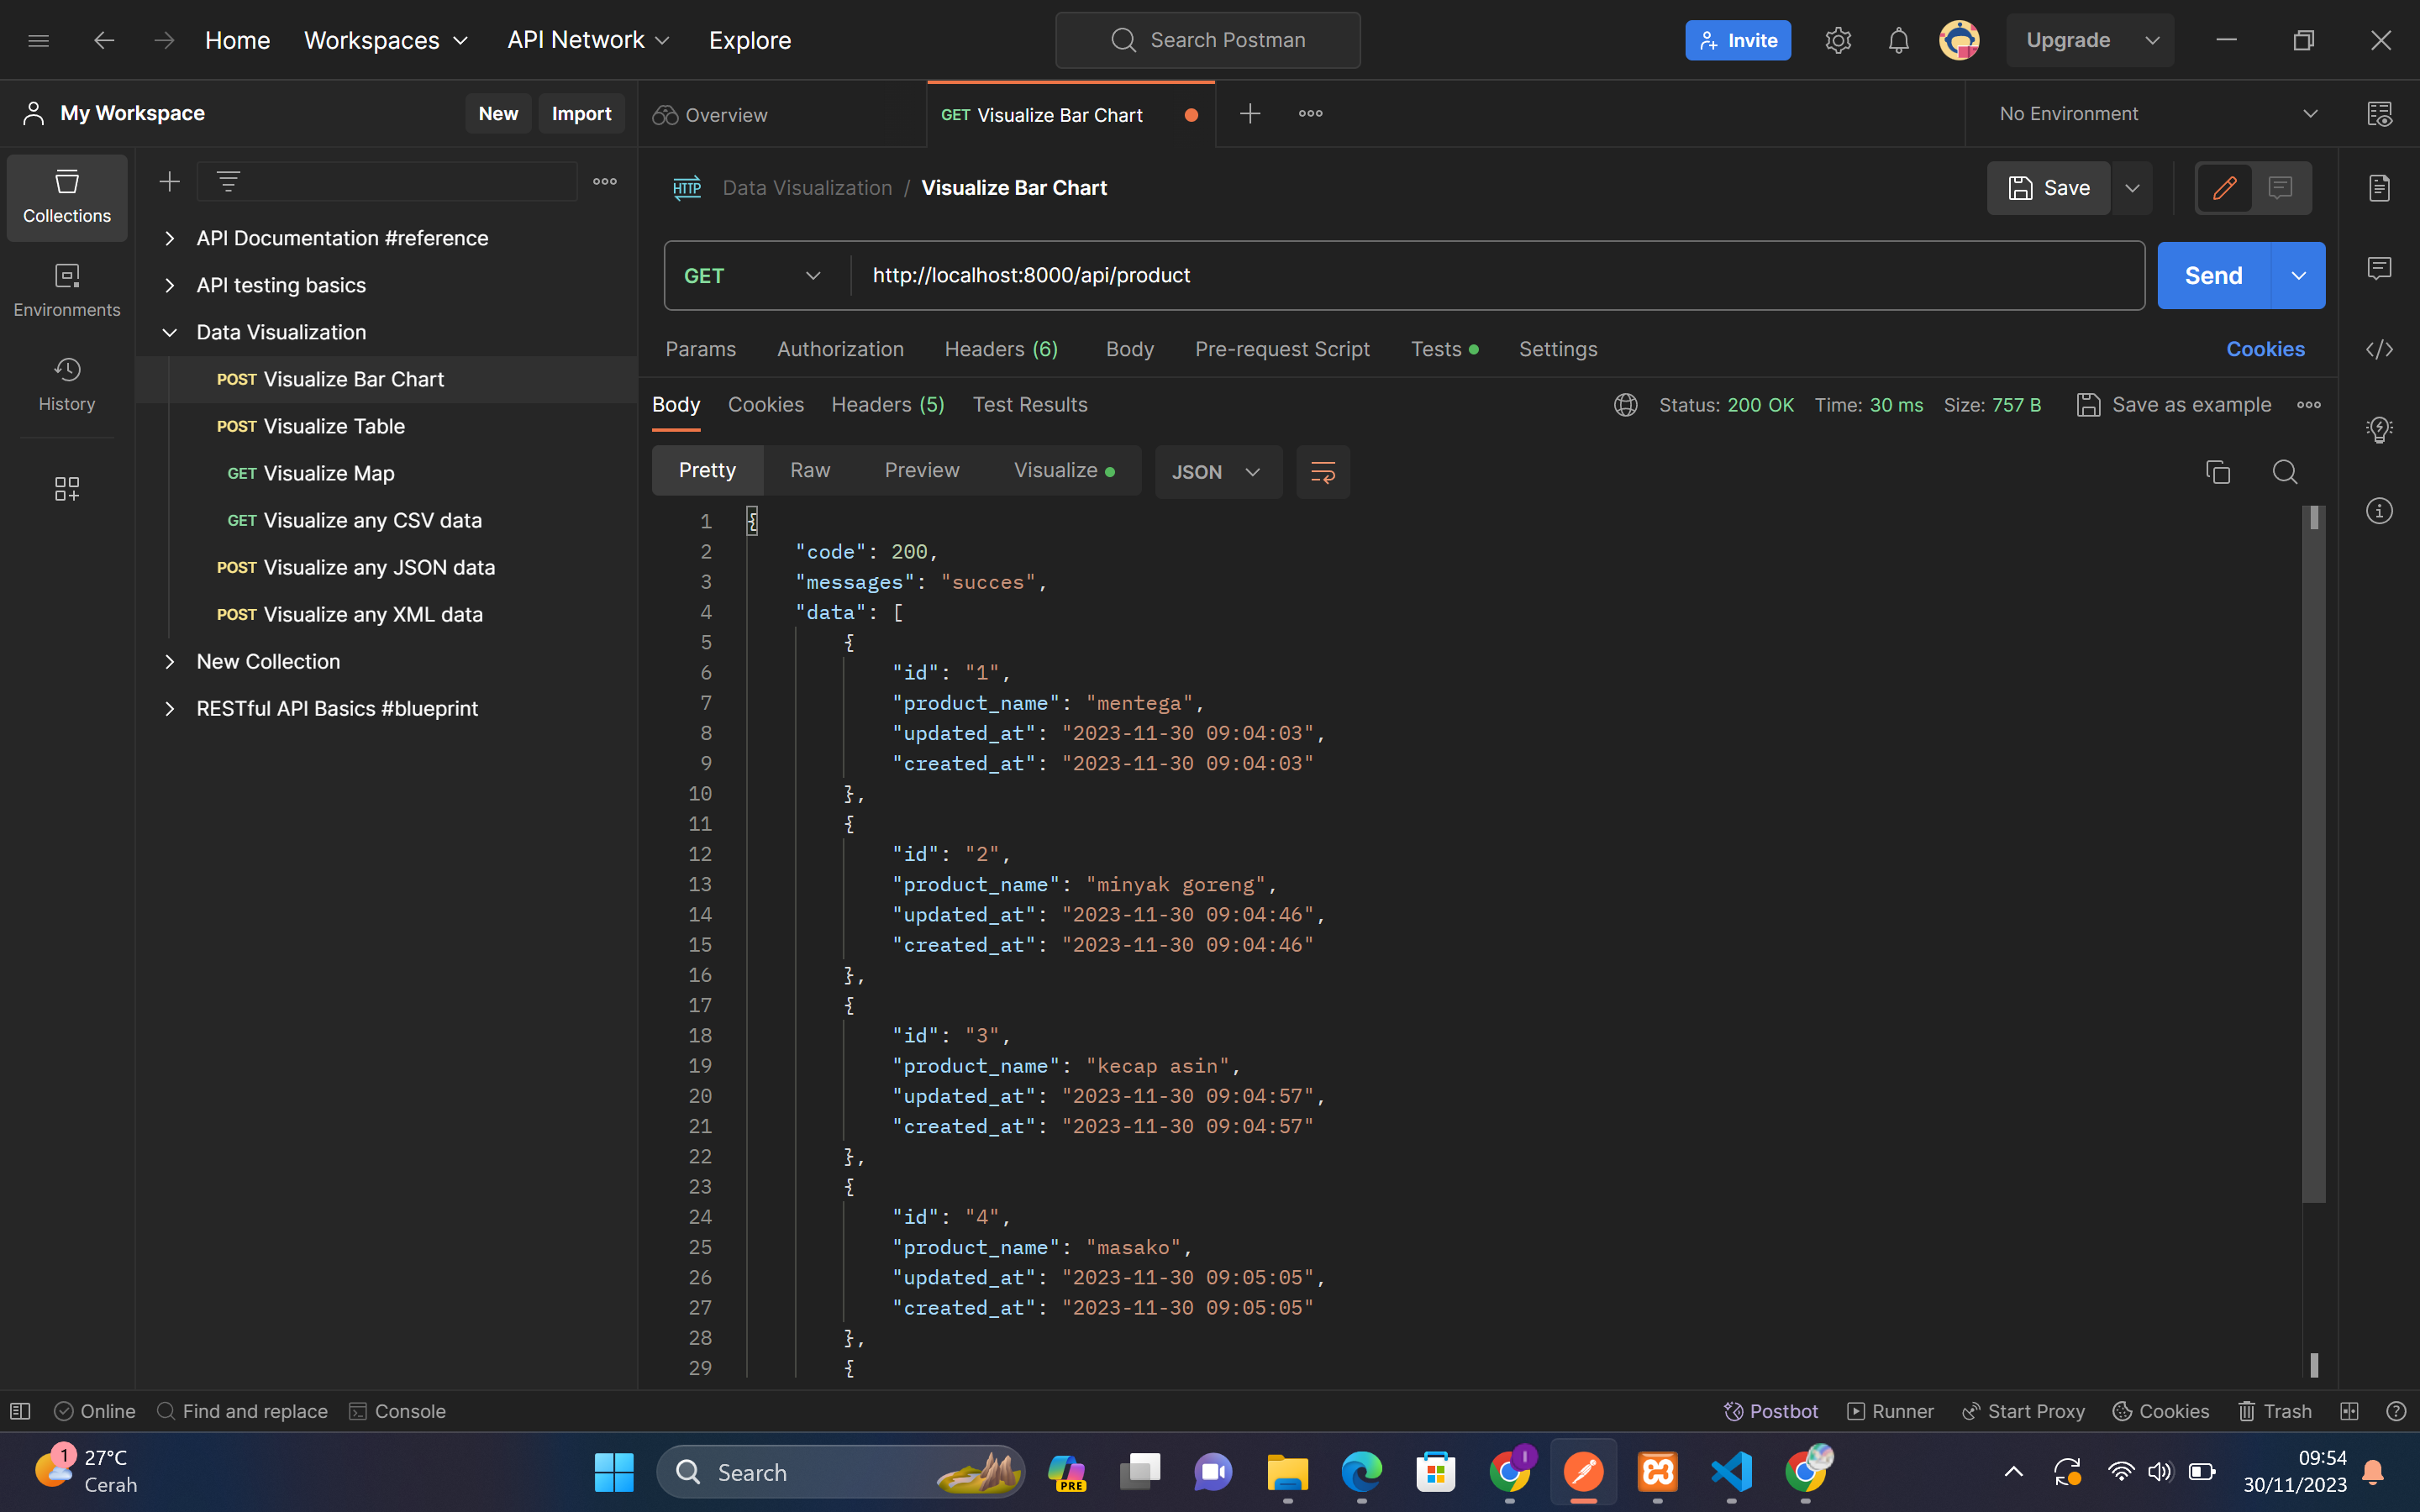 Home Workspaces API Network Explore Search Postman Invite Upgrade
My Workspace New Import Overview GET Visualize Bar Chart No Environment
Collections
Environments
History
API Documentation #reference
API testing basics
Data Visualization
POST Visualize Bar Chart
POST Visualize Table
GET Visualize Map
GET Visualize any CSV data
POST Visualize any JSON data
POST Visualize any XML data
New Collection
RESTful API Basics #blueprint
HTTP Data Visualization / Visualize Bar Chart Save
GET http://localhost:8000/api/product Send
Params Authorization Headers (6) Body Pre-request Script Tests Settings Cookies
Body Cookies Headers (5) Test Results Status: 200 OK Time: 30 ms Size: 757 B Save as example
Pretty Raw Preview Visualize JSON
1 {
2 "code": 200,
3 "messages": "succes",
4 "data": [
5 {
6 "id": "1",
7 "product_name": "mentega",
8 "updated_at": "2023-11-30 09:04:03",
9 "created_at": "2023-11-30 09:04:03"
10 },
11 {
12 "id": "2",
13 "product_name": "minyak goreng",
14 "updated_at": "2023-11-30 09:04:46",
15 "created_at": "2023-11-30 09:04:46"
16 },
17 {
18 "id": "3",
19 "product_name": "kecap asin",
20 "updated_at": "2023-11-30 09:04:57",
21 "created_at": "2023-11-30 09:04:57"
22 },
23 {
24 "id": "4",
25 "product_name": "masako",
26 "updated_at": "2023-11-30 09:05:05",
27 "created_at": "2023-11-30 09:05:05"
28 },
29 {
Online Find and replace Console Postbot Runner Start Proxy Cookies Trash
1 27°C
Cerah
Search
PRE
I
09:54
30/11/2023